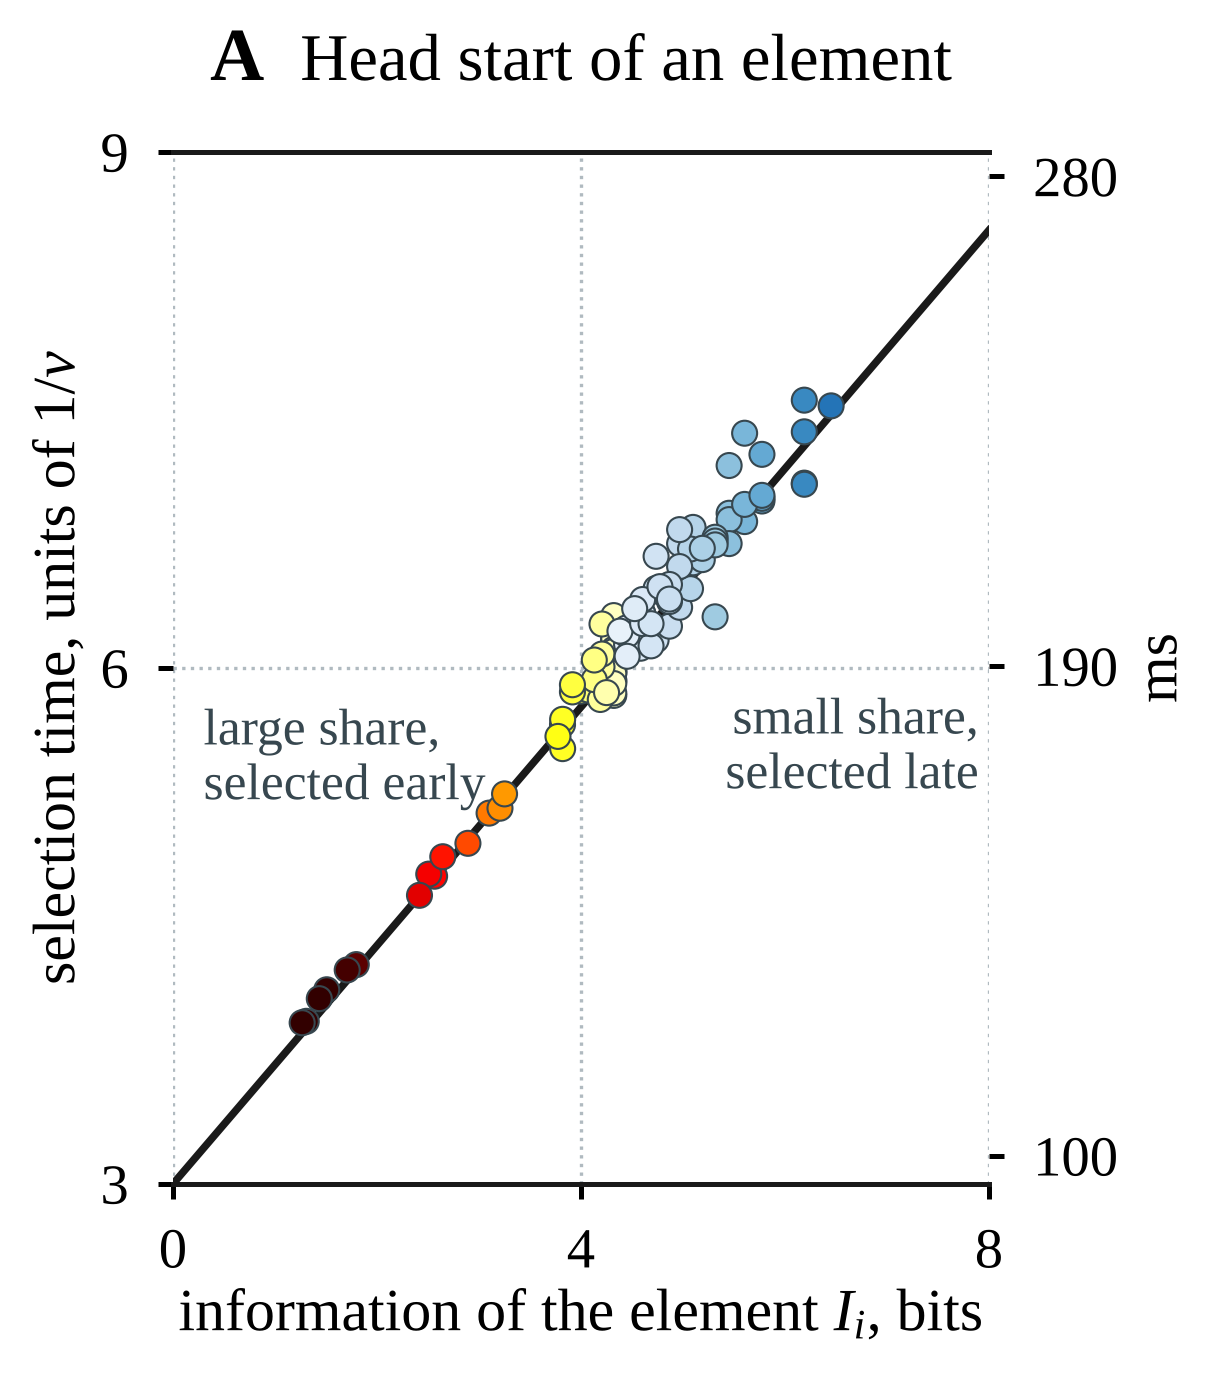 A Head start of an element
9
280
selection time, units of 1/v
6
190
ms
large share,
selected early
small share,
selected late
3
100
0 4 8
information of the element Iᵢ, bits